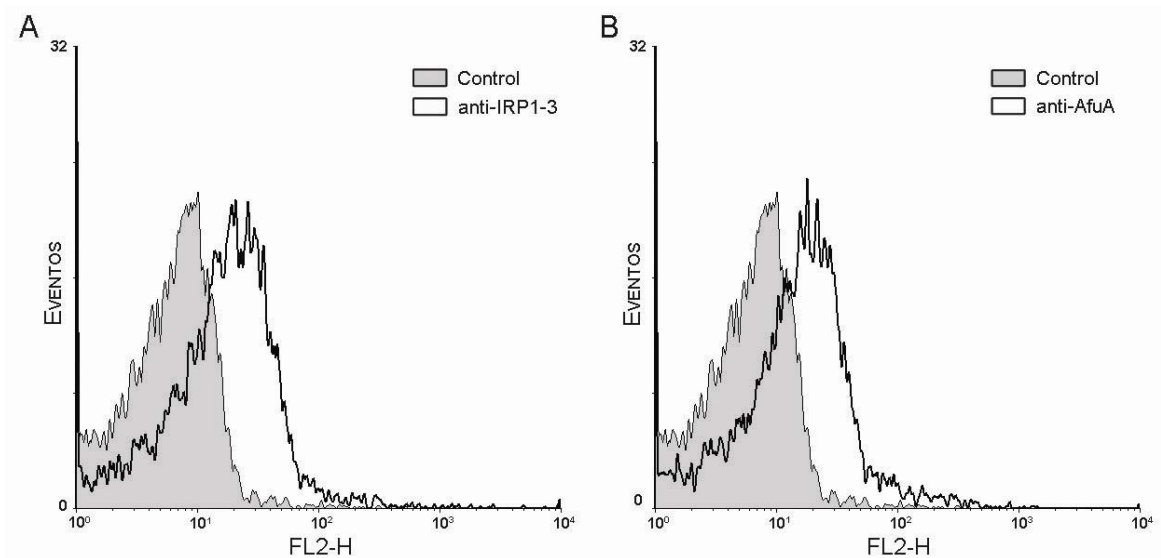 A
32
Control
anti-IRP1-3
EVENTOS
0
10⁰ 10¹ 10² 10³ 10⁴
FL2-H
B
32
Control
anti-AfuA
EVENTOS
0
10⁰ 10¹ 10² 10³ 10⁴
FL2-H